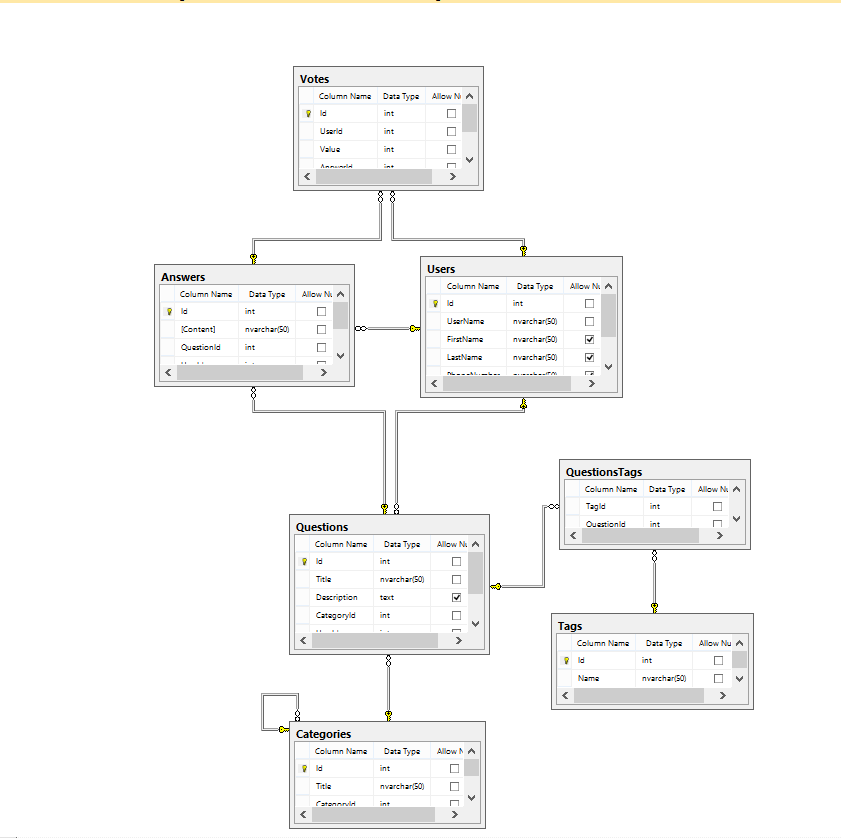 Votes
Column Name Data Type Allow Nu
Id int
UserId int
Value int
AnswerId int
Answers
Column Name Data Type Allow Nu
Id int
[Content] nvarchar(50)
QuestionId int
Users
Column Name Data Type Allow Nu
Id int
UserName nvarchar(50)
FirstName nvarchar(50)
LastName nvarchar(50)
PhoneNumber nvarchar(50)
QuestionsTags
Column Name Data Type Allow Nu
TagId int
QuestionId int
Questions
Column Name Data Type Allow Nu
Id int
Title nvarchar(50)
Description text
CategoryId int
Tags
Column Name Data Type Allow Nu
Id int
Name nvarchar(50)
Categories
Column Name Data Type Allow N
Id int
Title nvarchar(50)
CategoryId int